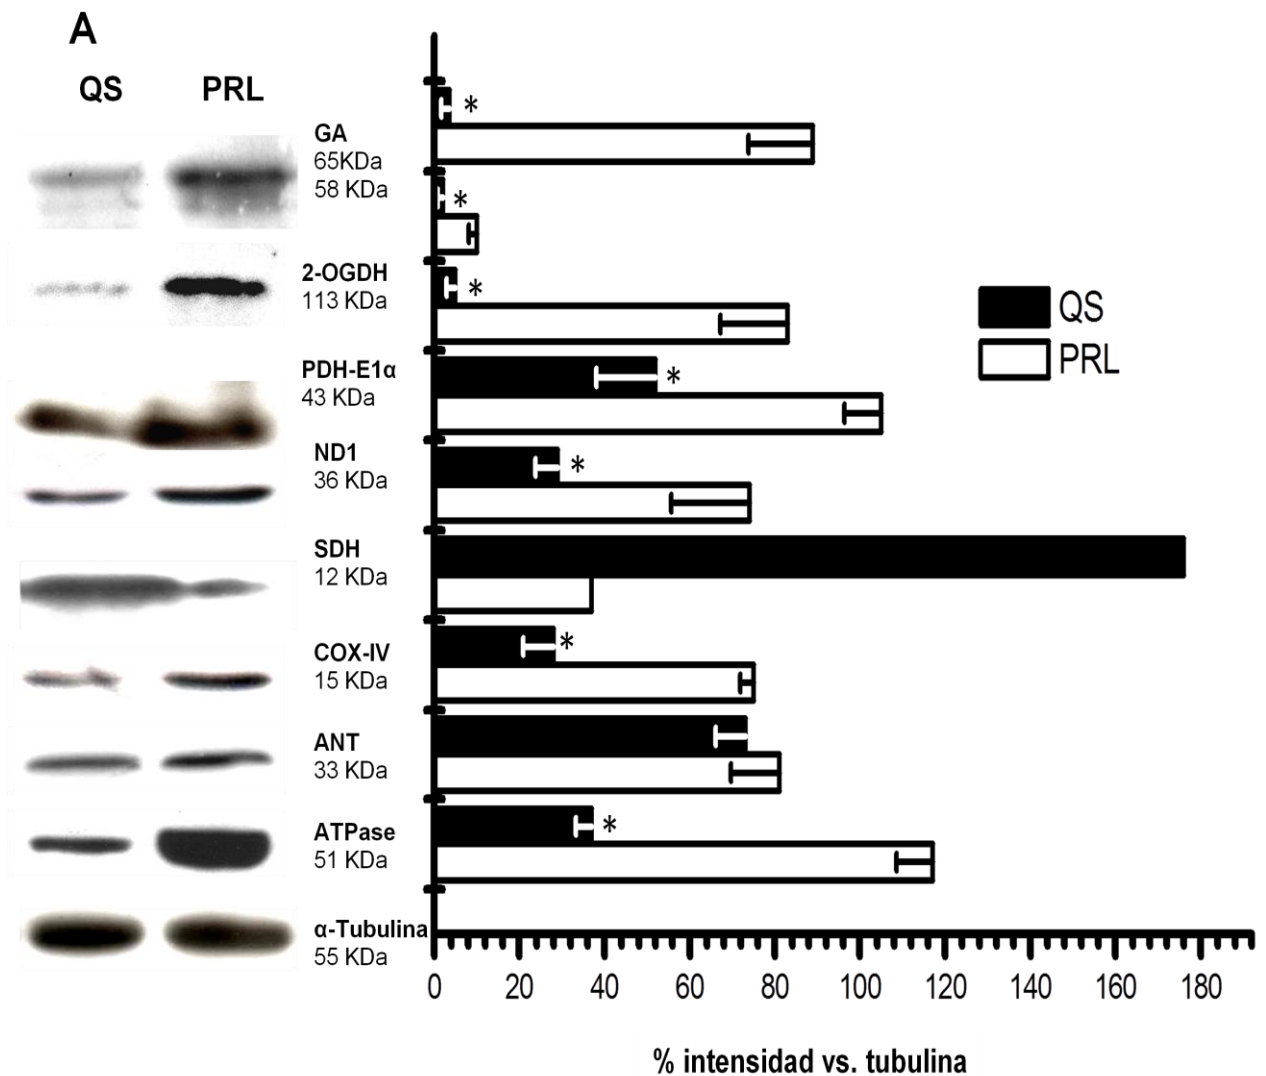 A
QS PRL
GA
65KDa
58 KDa
2-OGDH
113 KDa
PDH-E1α
43 KDa
ND1
36 KDa
SDH
12 KDa
COX-IV
15 KDa
ANT
33 KDa
ATPase
51 KDa
α-Tubulina
55 KDa
*
*
*
*
*
*
*
QS
PRL
0 20 40 60 80 100 120 140 160 180
% intensidad vs. tubulina